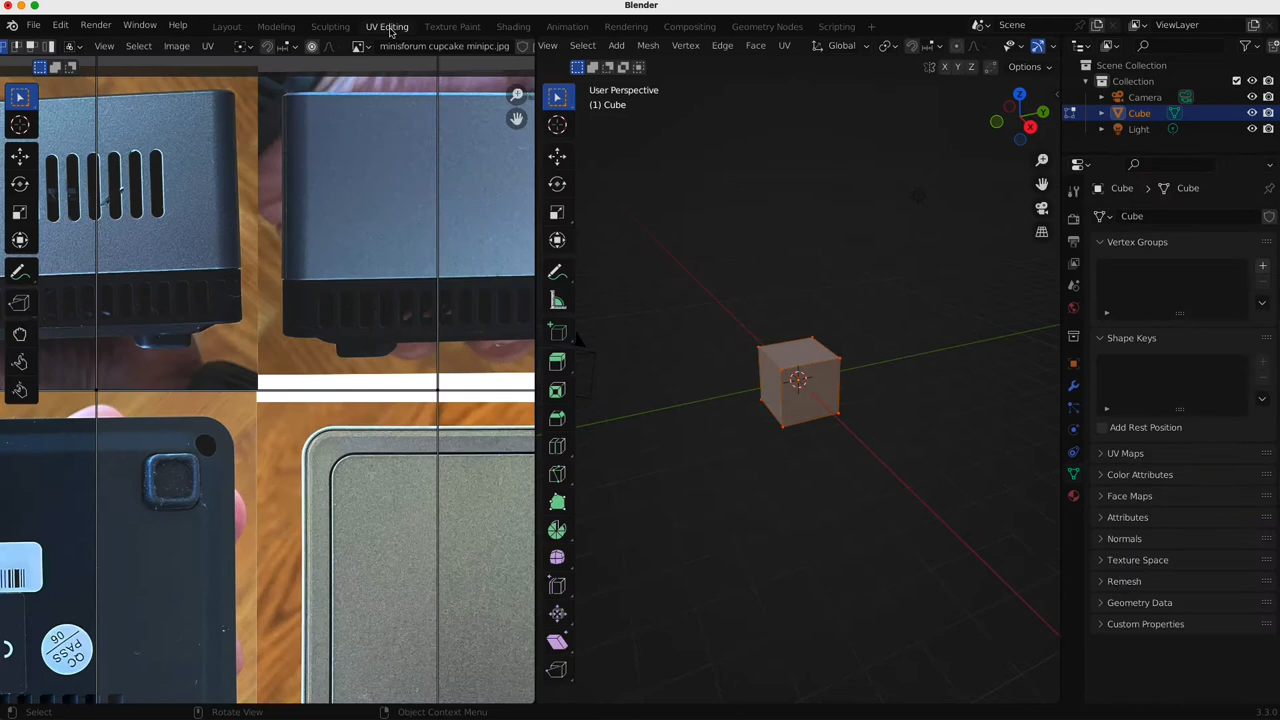 Blender
File Edit Render Window Help Layout Modeling Sculpting UV Editing Texture Paint Shading Animation Rendering Compositing Geometry Nodes Scripting + Scene ViewLayer
View Select Image UV minisforum cupcake minipc.jpg View Select Add Mesh Vertex Edge Face UV Global
X Y Z Options
Scene Collection
Collection
Camera
Cube
Light
User Perspective
(1) Cube
Z
Y
X
Cube > Cube
Cube
Vertex Groups
Shape Keys
Add Rest Position
UV Maps
Color Attributes
Face Maps
Attributes
Normals
Texture Space
Remesh
Geometry Data
Custom Properties
QC
PASS
06
Select Rotate View Object Context Menu 3.3.0